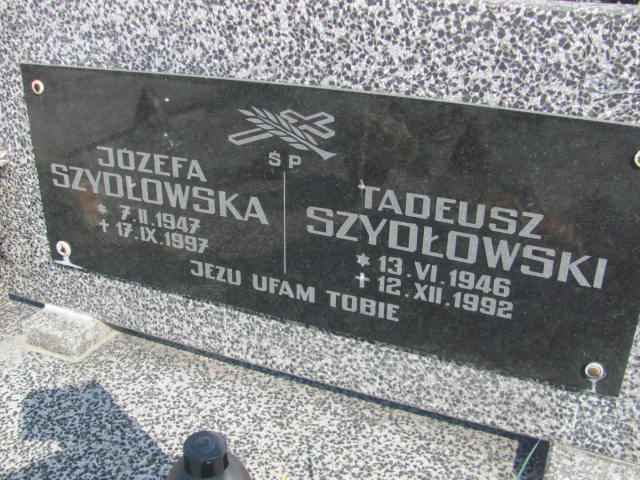 Ś P
JÓZEFA
SZYDŁOWSKA
* 7.II.1947
† 17.IX.1997
TADEUSZ
SZYDŁOWSKI
* 13.VI.1946
† 12.XII.1992
JEZU UFAM TOBIE